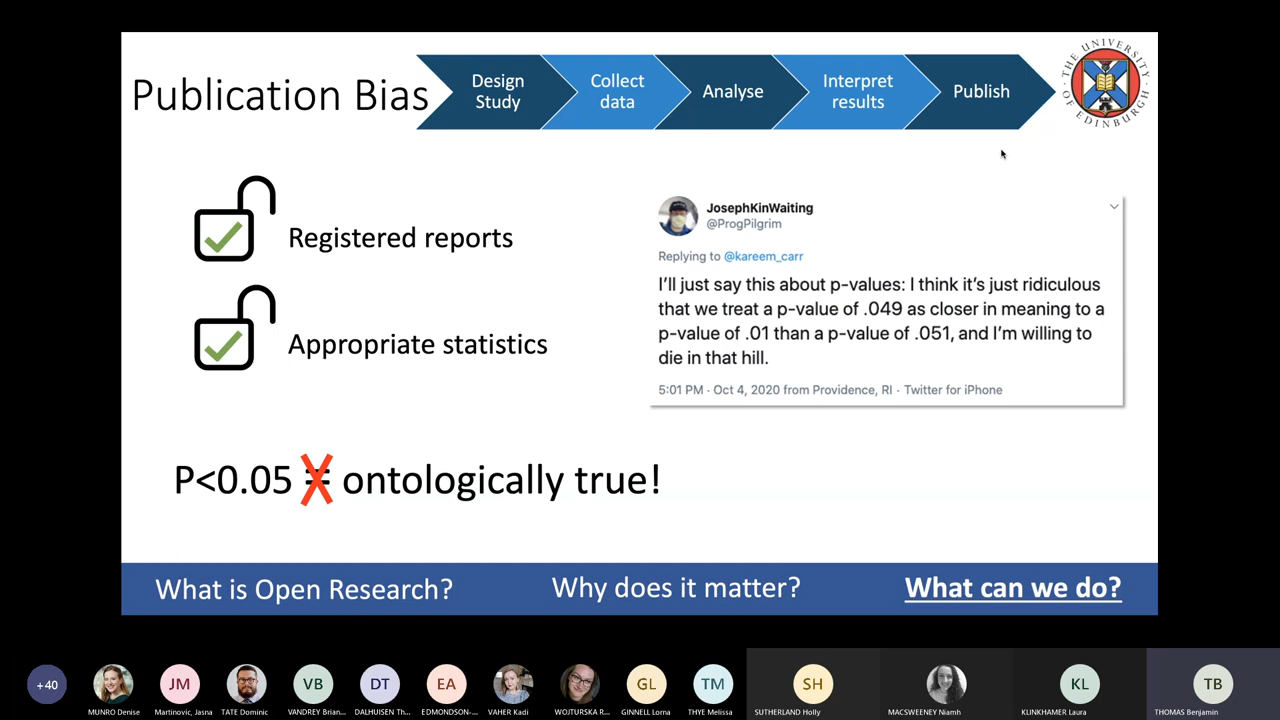 Publication Bias
Design
Study
Collect
data
Analyse
Interpret
results
Publish
THE UNIVERSITY
OF EDINBURGH
Registered reports
Appropriate statistics
JosephKinWaiting
@ProgPilgrim
Replying to @kareem_carr
I'll just say this about p-values: I think it's just ridiculous
that we treat a p-value of .049 as closer in meaning to a
p-value of .01 than a p-value of .051, and I'm willing to
die in that hill.
5:01 PM · Oct 4, 2020 from Providence, RI · Twitter for iPhone
P<0.05 = ontologically true!
What is Open Research?
Why does it matter?
What can we do?
+40
JM
VB
DT
EA
GL
TM
SH
KL
TB
MUNRO Denise
Martinovic, Jasna
TATE Dominic
VANDREY Brian...
DALHUISEN Th...
EDMONDSON-...
VAHER Kadi
WOJTURSKA R...
GINNELL Lorna
THYE Melissa
SUTHERLAND Holly
MACSWEENEY Niamh
KLINKHAMER Laura
THOMAS Benjamin